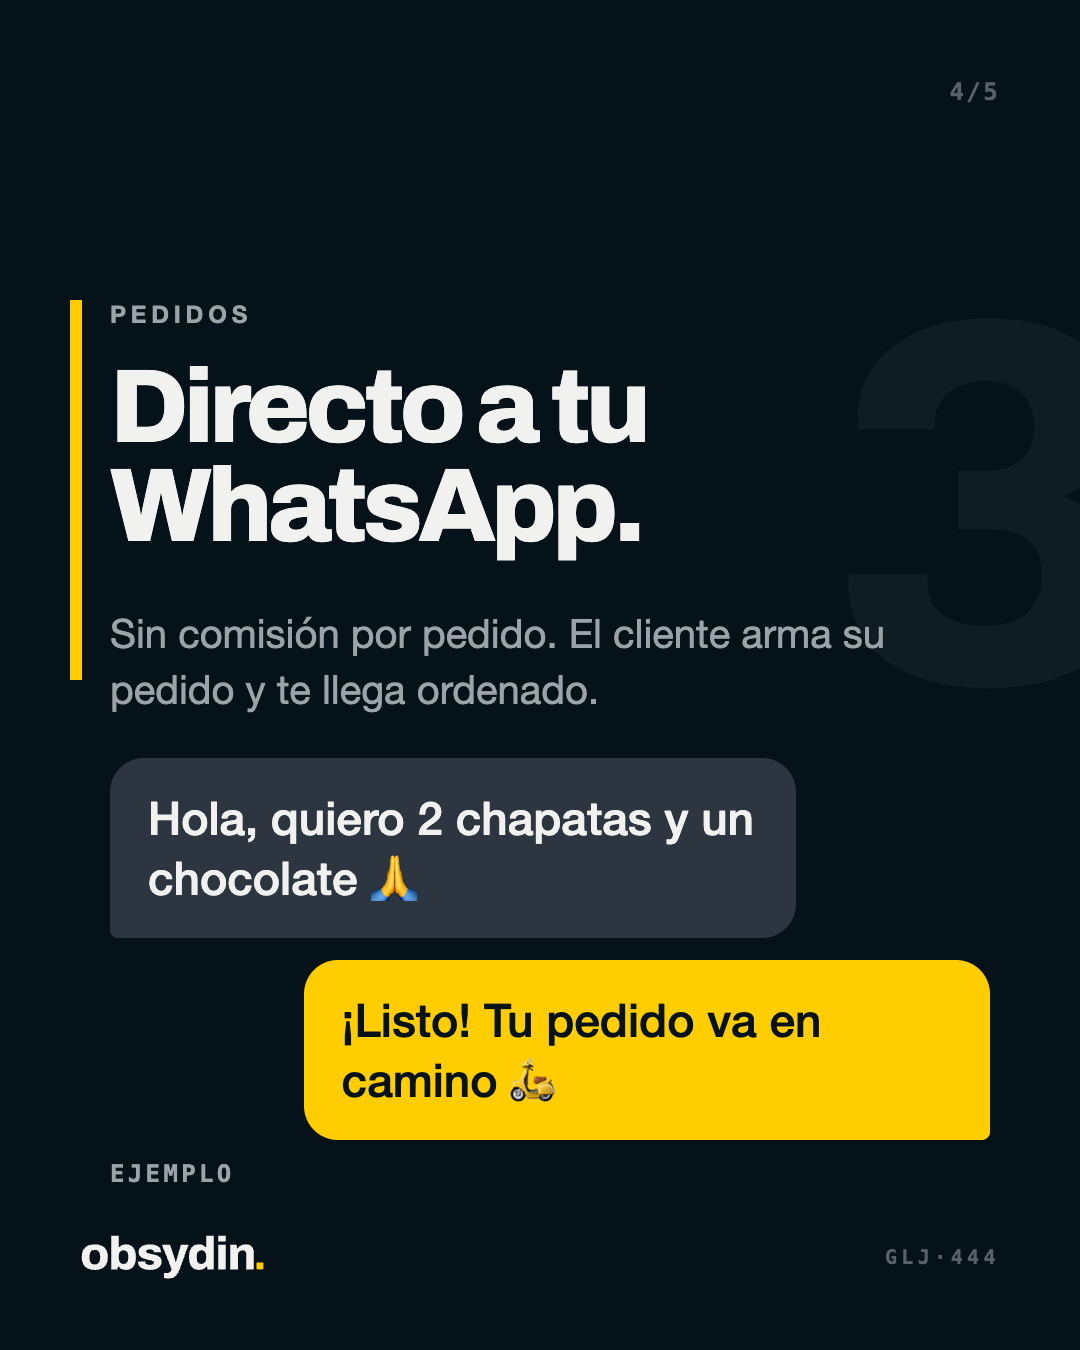 4/5
PEDIDOS
Directo a tu
WhatsApp.
3
Sin comisión por pedido. El cliente arma su
pedido y te llega ordenado.
Hola, quiero 2 chapatas y un
chocolate 🙏
¡Listo! Tu pedido va en
camino 🛵
EJEMPLO
obsydin.
GLJ·444